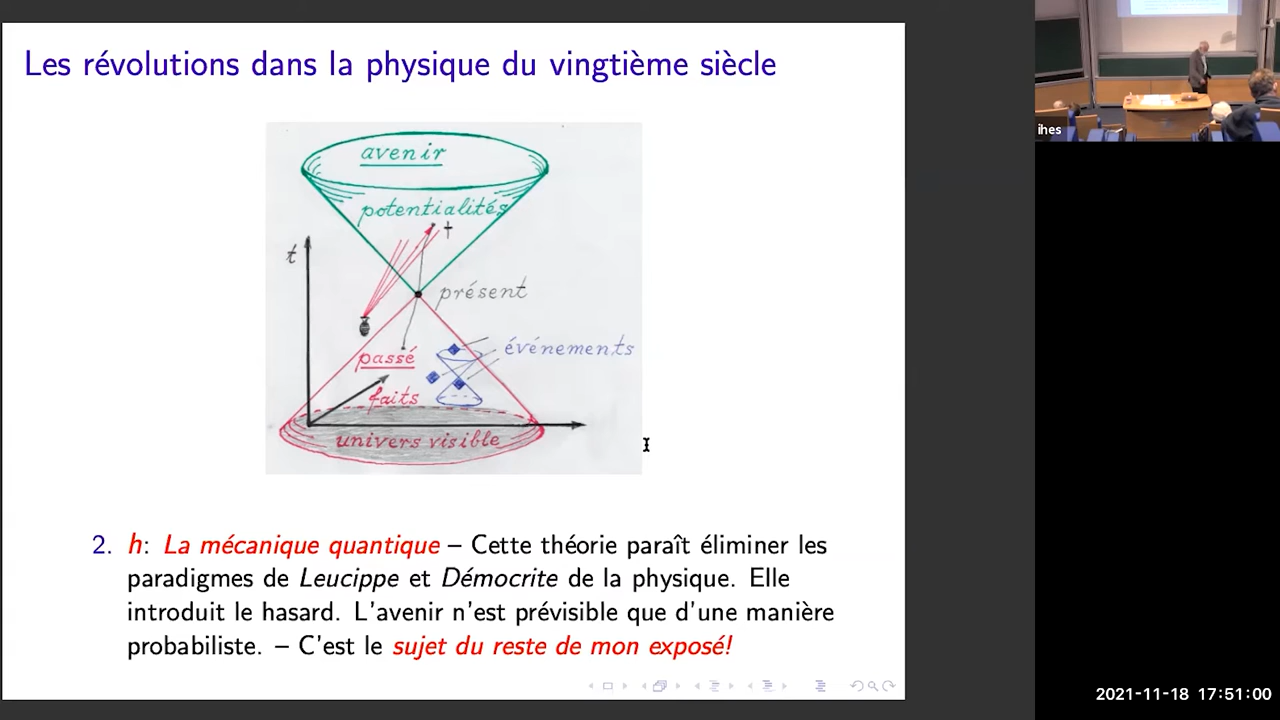 Les révolutions dans la physique du vingtième siècle
avenir
potentialités
t
présent
événements
passé
faits
univers visible
2. h: La mécanique quantique – Cette théorie paraît éliminer les
paradigmes de Leucippe et Démocrite de la physique. Elle
introduit le hasard. L'avenir n'est prévisible que d'une manière
probabiliste. – C'est le sujet du reste de mon exposé!
ihes
2021-11-18 17:51:00